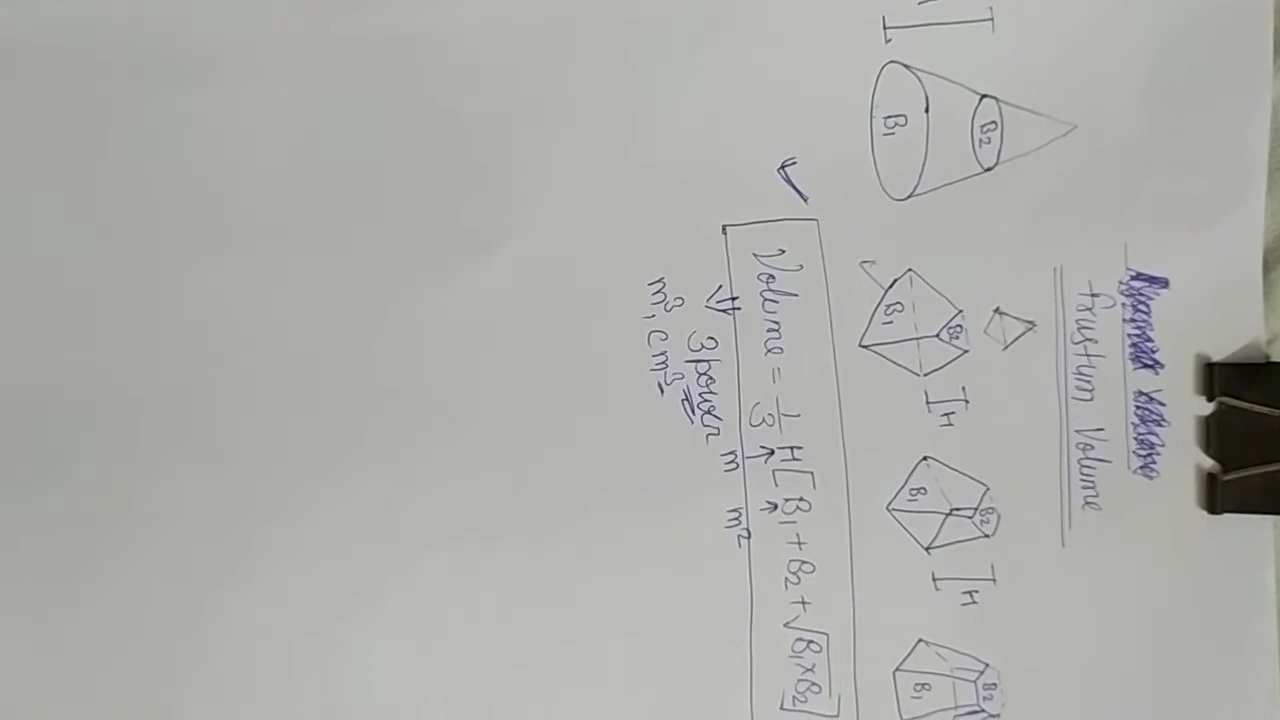 frustum Volume
B1
B2
B1
B2
H
B1
B2
H
B1
B2
Volume = 1/3 H [B1 + B2 + √B1×B2]
m m²
3 power
m³, cm³